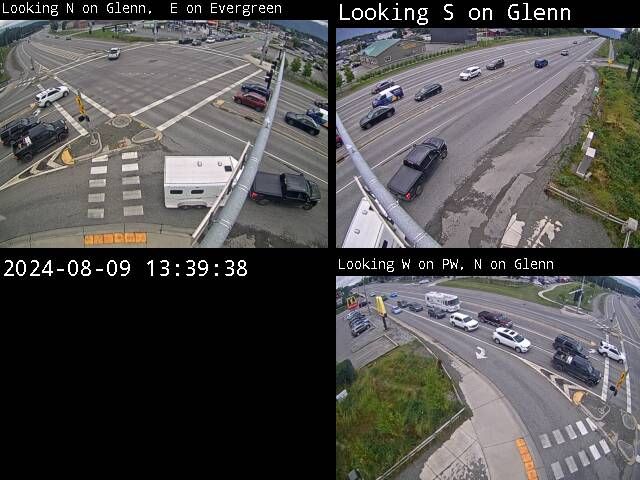 Looking N on Glenn,  E on Evergreen
Looking S on Glenn
2024-08-09 13:39:38
Looking W on PW, N on Glenn